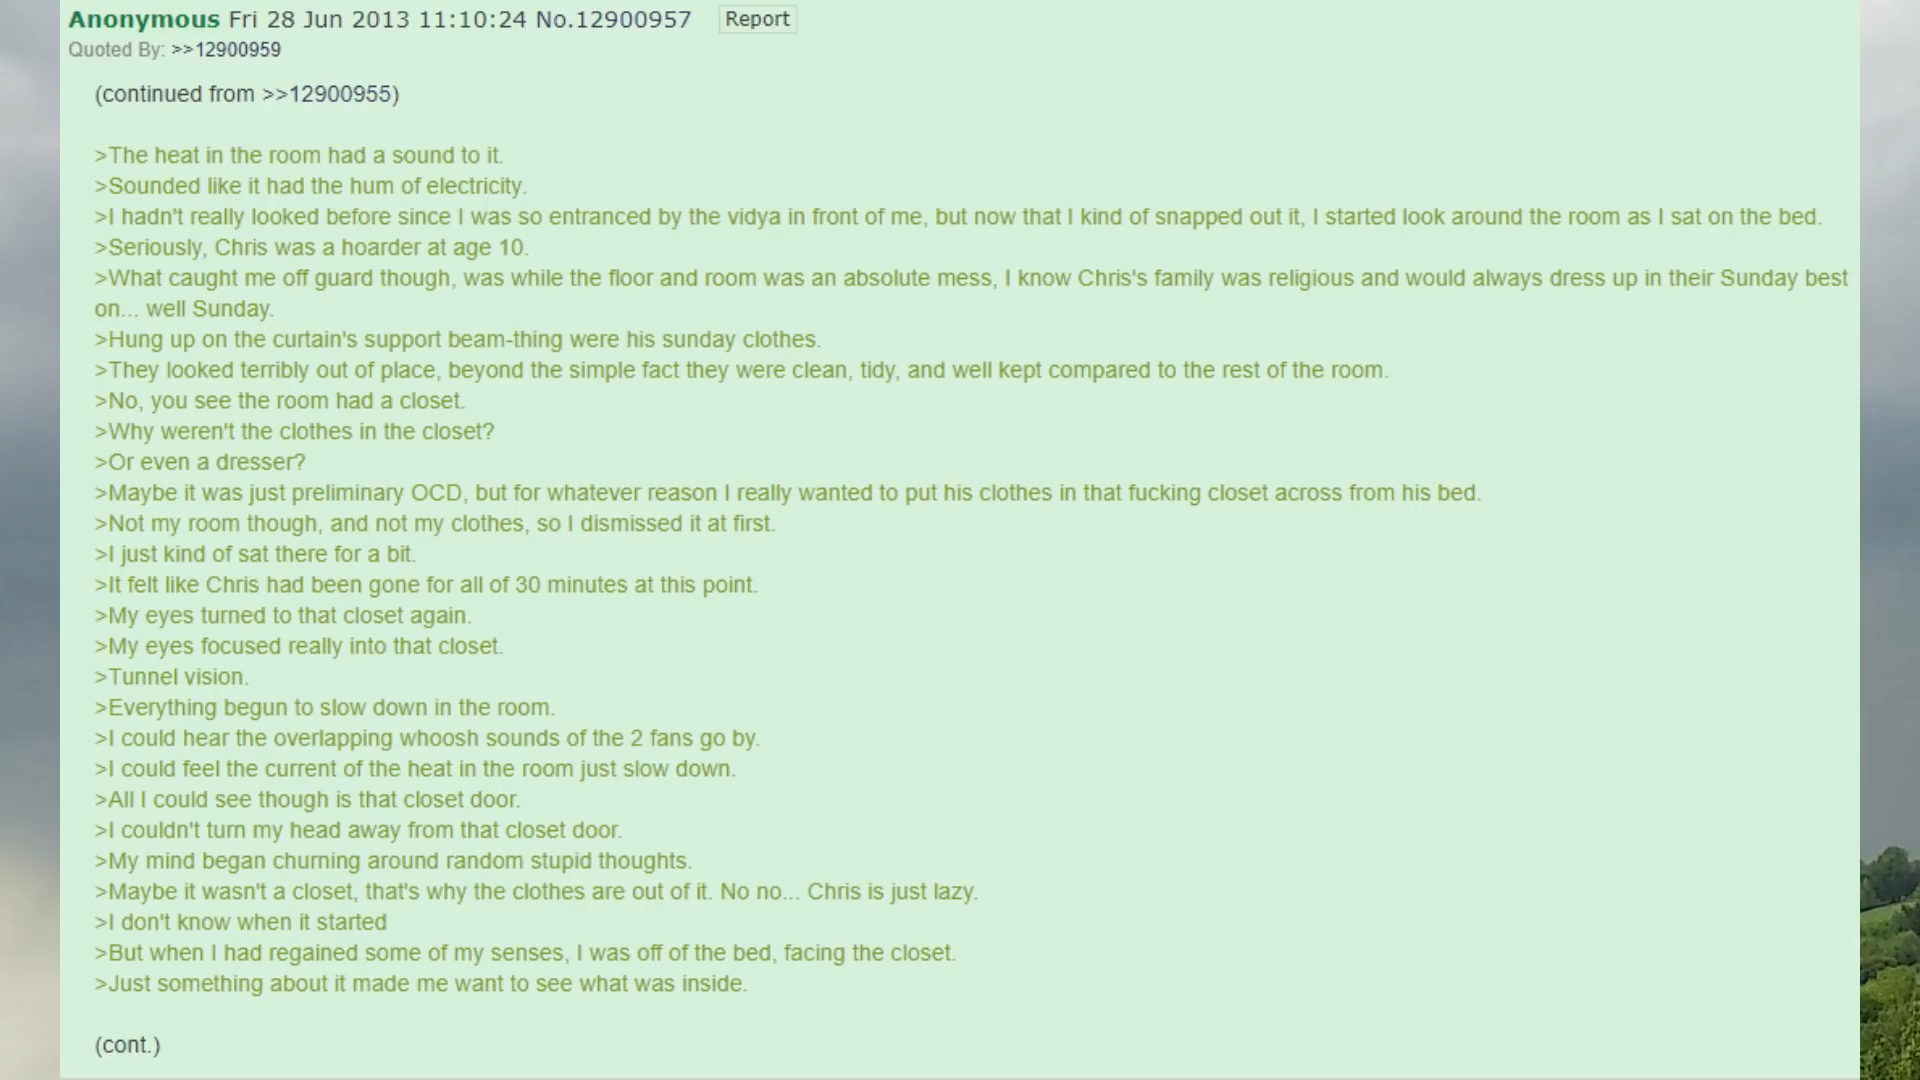 Anonymous Fri 28 Jun 2013 11:10:24 No.12900957 Report
Quoted By: >>12900959
(continued from >>12900955)
>The heat in the room had a sound to it.
>Sounded like it had the hum of electricity.
>I hadn't really looked before since I was so entranced by the vidya in front of me, but now that I kind of snapped out it, I started look around the room as I sat on the bed.
>Seriously, Chris was a hoarder at age 10.
>What caught me off guard though, was while the floor and room was an absolute mess, I know Chris's family was religious and would always dress up in their Sunday best
on... well Sunday.
>Hung up on the curtain's support beam-thing were his sunday clothes.
>They looked terribly out of place, beyond the simple fact they were clean, tidy, and well kept compared to the rest of the room.
>No, you see the room had a closet.
>Why weren't the clothes in the closet?
>Or even a dresser?
>Maybe it was just preliminary OCD, but for whatever reason I really wanted to put his clothes in that fucking closet across from his bed.
>Not my room though, and not my clothes, so I dismissed it at first.
>I just kind of sat there for a bit.
>It felt like Chris had been gone for all of 30 minutes at this point.
>My eyes turned to that closet again.
>My eyes focused really into that closet.
>Tunnel vision.
>Everything begun to slow down in the room.
>I could hear the overlapping whoosh sounds of the 2 fans go by.
>I could feel the current of the heat in the room just slow down.
>All I could see though is that closet door.
>I couldn't turn my head away from that closet door.
>My mind began churning around random stupid thoughts.
>Maybe it wasn't a closet, that's why the clothes are out of it. No no... Chris is just lazy.
>I don't know when it started
>But when I had regained some of my senses, I was off of the bed, facing the closet.
>Just something about it made me want to see what was inside.
(cont.)